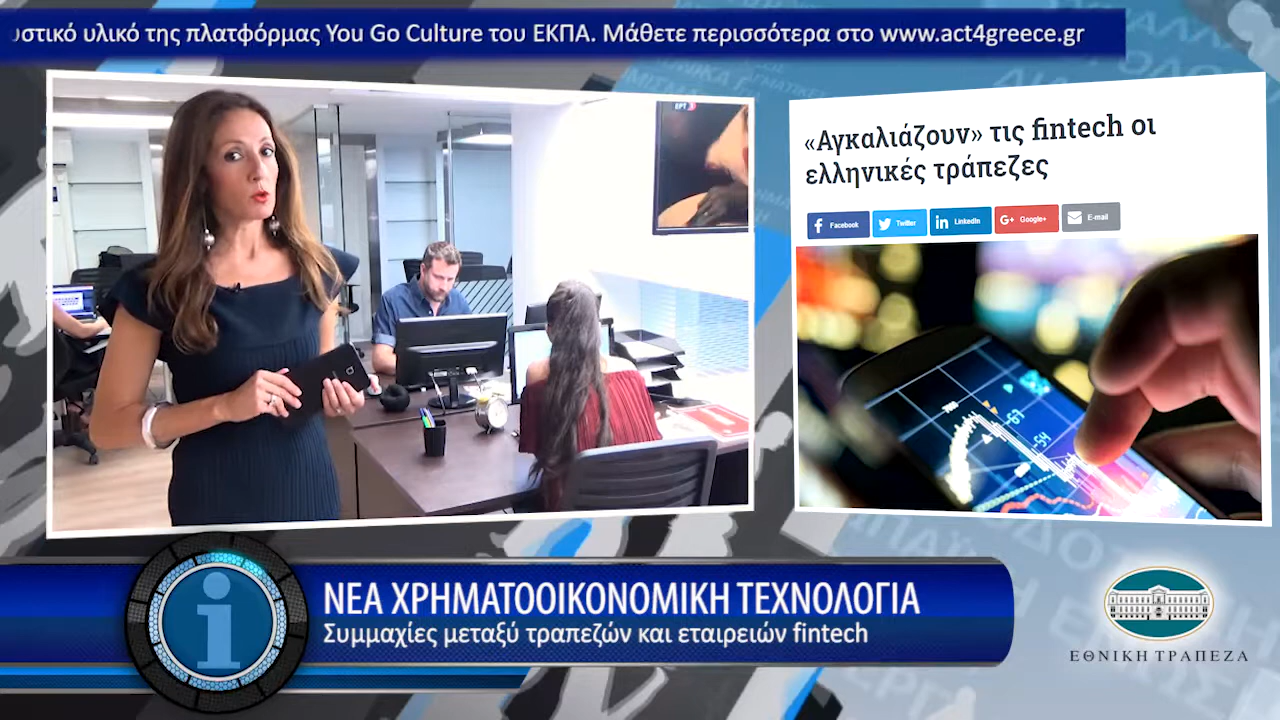 υστικό υλικό της πλατφόρμας You Go Culture του ΕΚΠΑ. Μάθετε περισσότερα στο www.act4greece.gr
ΕΡΤ
«Αγκαλιάζουν» τις fintech οι
ελληνικές τράπεζες
Facebook
Twitter
LinkedIn
Google+
E-mail
ΝΕΑ ΧΡΗΜΑΤΟΟΙΚΟΝΟΜΙΚΗ ΤΕΧΝΟΛΟΓΙΑ
Συμμαχίες μεταξύ τραπεζών και εταιρειών fintech
ΕΘΝΙΚΗ ΤΡΑΠΕΖΑ